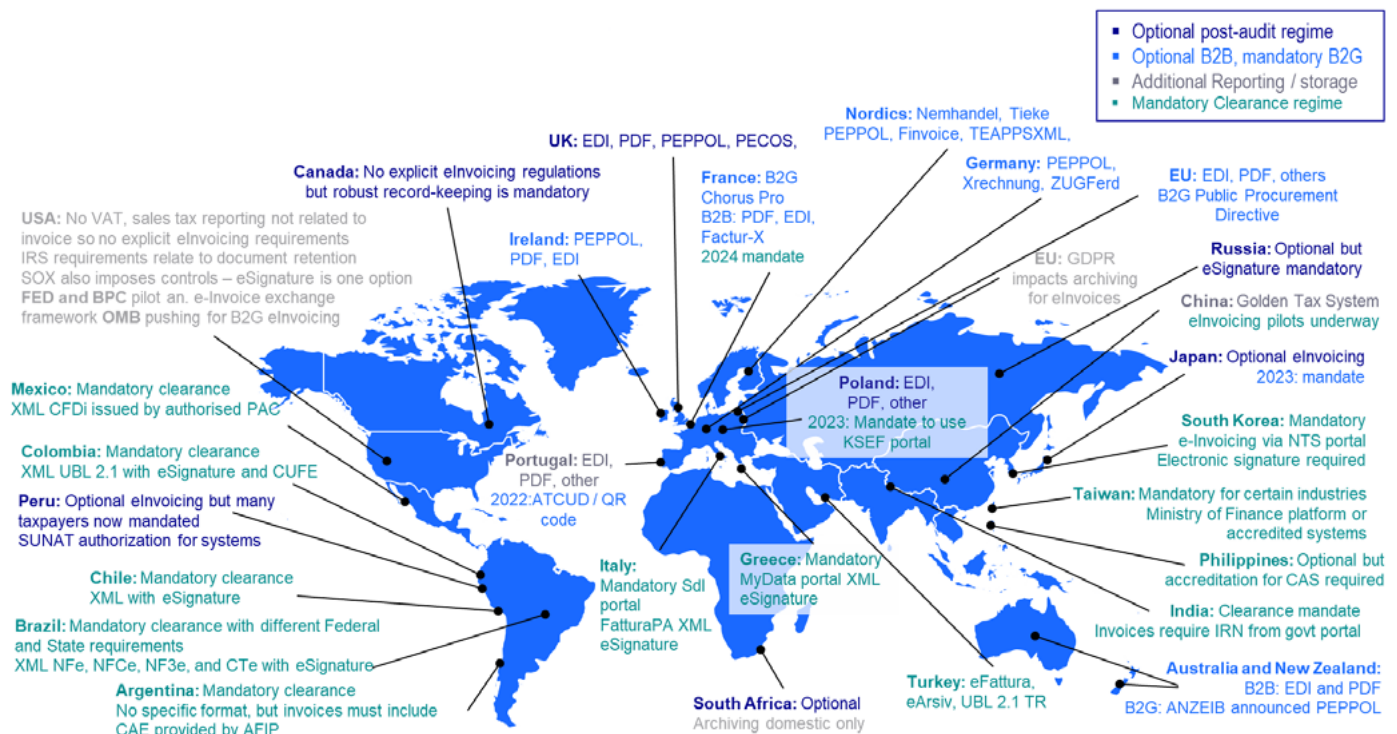 Optional post-audit regime
Optional B2B, mandatory B2G
Additional Reporting / storage
Mandatory Clearance regime
Nordics: Nemhandel, Tieke
PEPPOL, Finvoice, TEAPPSXML,
UK: EDI, PDF, PEPPOL, PECOS,
Canada: No explicit eInvoicing regulations
but robust record-keeping is mandatory
France: B2G
Chorus Pro
B2B: PDF, EDI,
Factur-X
2024 mandate
Germany: PEPPOL,
Xrechnung, ZUGFerd
EU: EDI, PDF, others
B2G Public Procurement
Directive
USA: No VAT, sales tax reporting not related to
invoice so no explicit eInvoicing requirements
IRS requirements relate to document retention
SOX also imposes controls – eSignature is one option
FED and BPC pilot an. e-Invoice exchange
framework OMB pushing for B2G eInvoicing
Ireland: PEPPOL,
PDF, EDI
EU: GDPR
impacts archiving
for eInvoices
Russia: Optional but
eSignature mandatory
China: Golden Tax System
eInvoicing pilots underway
Japan: Optional eInvoicing
2023: mandate
Mexico: Mandatory clearance
XML CFDi issued by authorised PAC
Poland: EDI,
PDF, other
2023: Mandate to use
KSEF portal
South Korea: Mandatory
e-Invoicing via NTS portal
Electronic signature required
Colombia: Mandatory clearance
XML UBL 2.1 with eSignature and CUFE
Portugal: EDI,
PDF, other
2022:ATCUD / QR
code
Peru: Optional eInvoicing but many
taxpayers now mandated
SUNAT authorization for systems
Taiwan: Mandatory for certain industries
Ministry of Finance platform or
accredited systems
Chile: Mandatory clearance
XML with eSignature
Italy:
Mandatory SdI
portal
FatturaPA XML
eSignature
Greece: Mandatory
MyData portal XML
eSignature
Philippines: Optional but
accreditation for CAS required
India: Clearance mandate
Invoices require IRN from govt portal
Brazil: Mandatory clearance with different Federal
and State requirements
XML NFe, NFCe, NF3e, and CTe with eSignature
Argentina: Mandatory clearance
No specific format, but invoices must include
CAE provided by AFIP
South Africa: Optional
Archiving domestic only
Turkey: eFattura,
eArsiv, UBL 2.1 TR
Australia and New Zealand:
B2B: EDI and PDF
B2G: ANZEIB announced PEPPOL